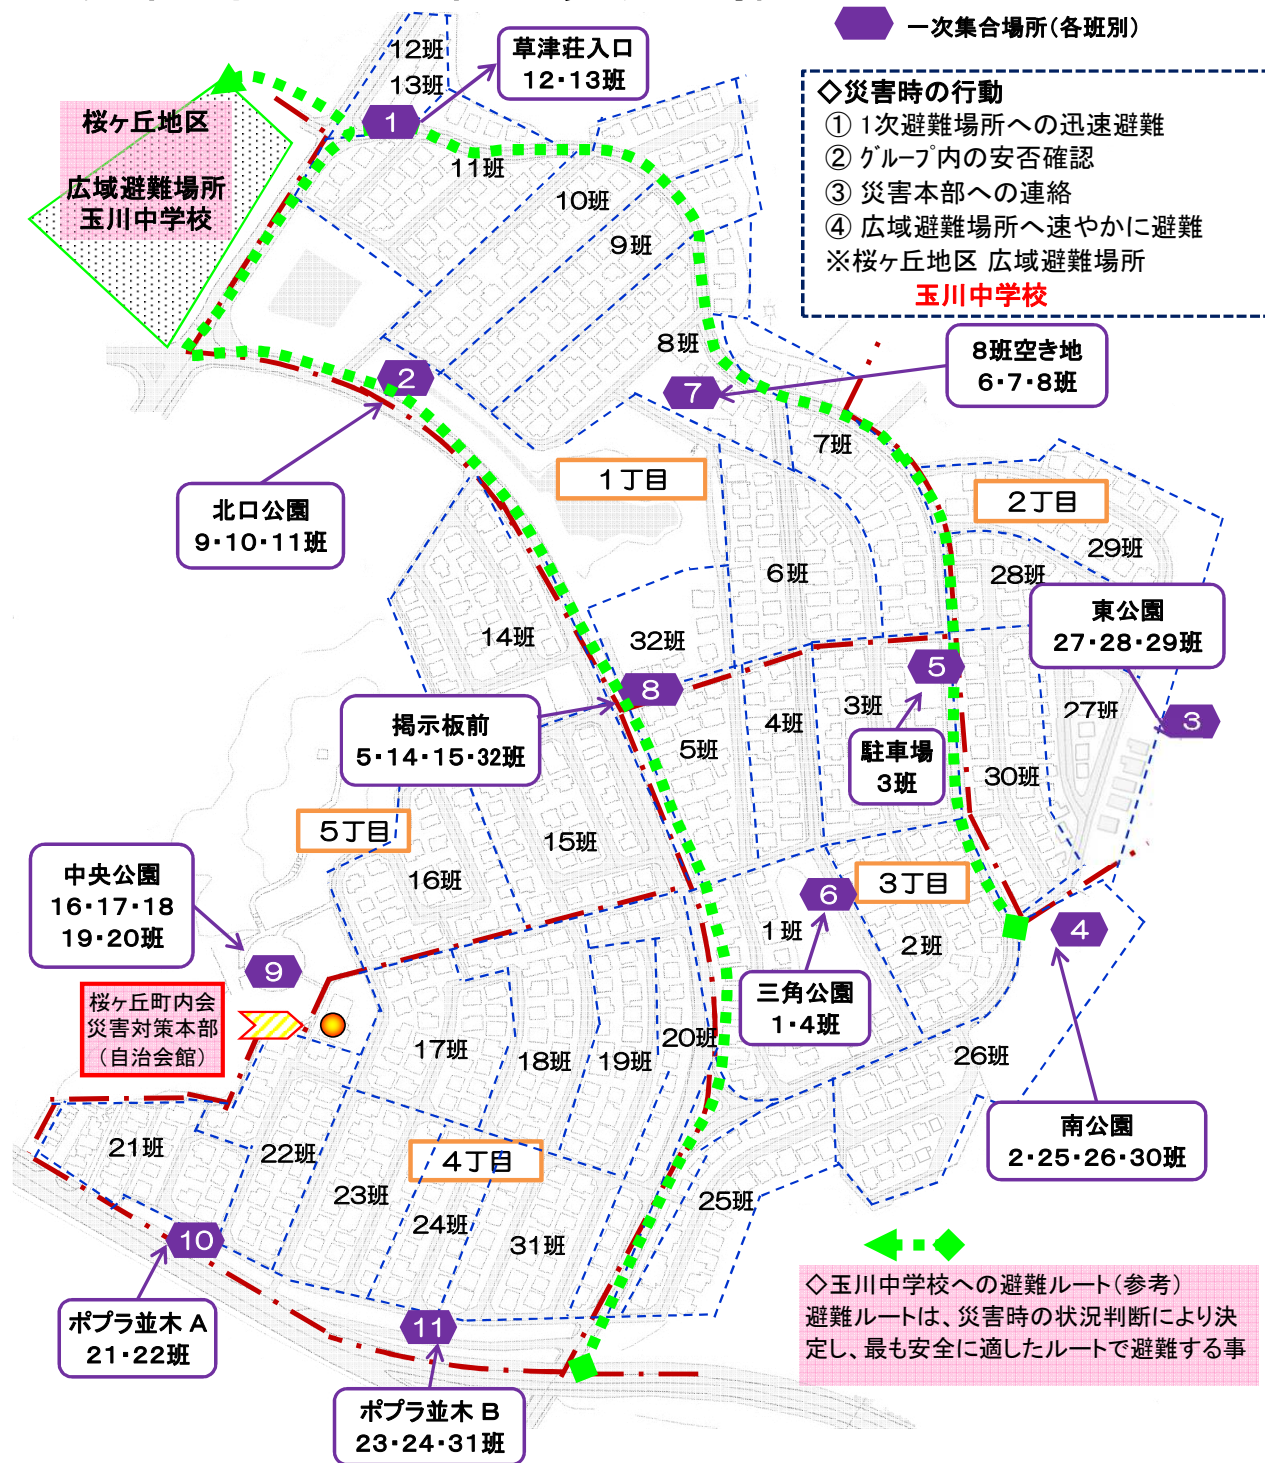 一次集合場所(各班別)
◇災害時の行動
① 1次避難場所への迅速避難
② グループ内の安否確認
③ 災害本部への連絡
④ 広域避難場所へ速やかに避難
※桜ヶ丘地区 広域避難場所
玉川中学校
草津荘入口
12・13班
12班
13班
1
桜ヶ丘地区
広域避難場所
玉川中学校
11班
10班
9班
8班
8班空き地
6・7・8班
2
7
7班
北口公園
9・10・11班
1丁目
2丁目
29班
28班
6班
東公園
27・28・29班
14班
32班
5
8
3
27班
掲示板前
5・14・15・32班
5班
4班
3班
駐車場
3班
30班
5丁目
15班
16班
中央公園
16・17・18
19・20班
9
6
3丁目
4
1班
2班
三角公園
1・4班
桜ヶ丘町内会
災害対策本部
(自治会館)
17班
18班
19班
20班
26班
南公園
2・25・26・30班
21班
22班
4丁目
23班
24班
31班
25班
10
11
ポプラ並木 A
21・22班
ポプラ並木 B
23・24・31班
◇玉川中学校への避難ルート(参考)
避難ルートは、災害時の状況判断により決
定し、最も安全に適したルートで避難する事